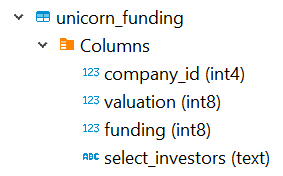 unicorn_funding
Columns
123 company_id (int4)
123 valuation (int8)
123 funding (int8)
ABC select_investors (text)